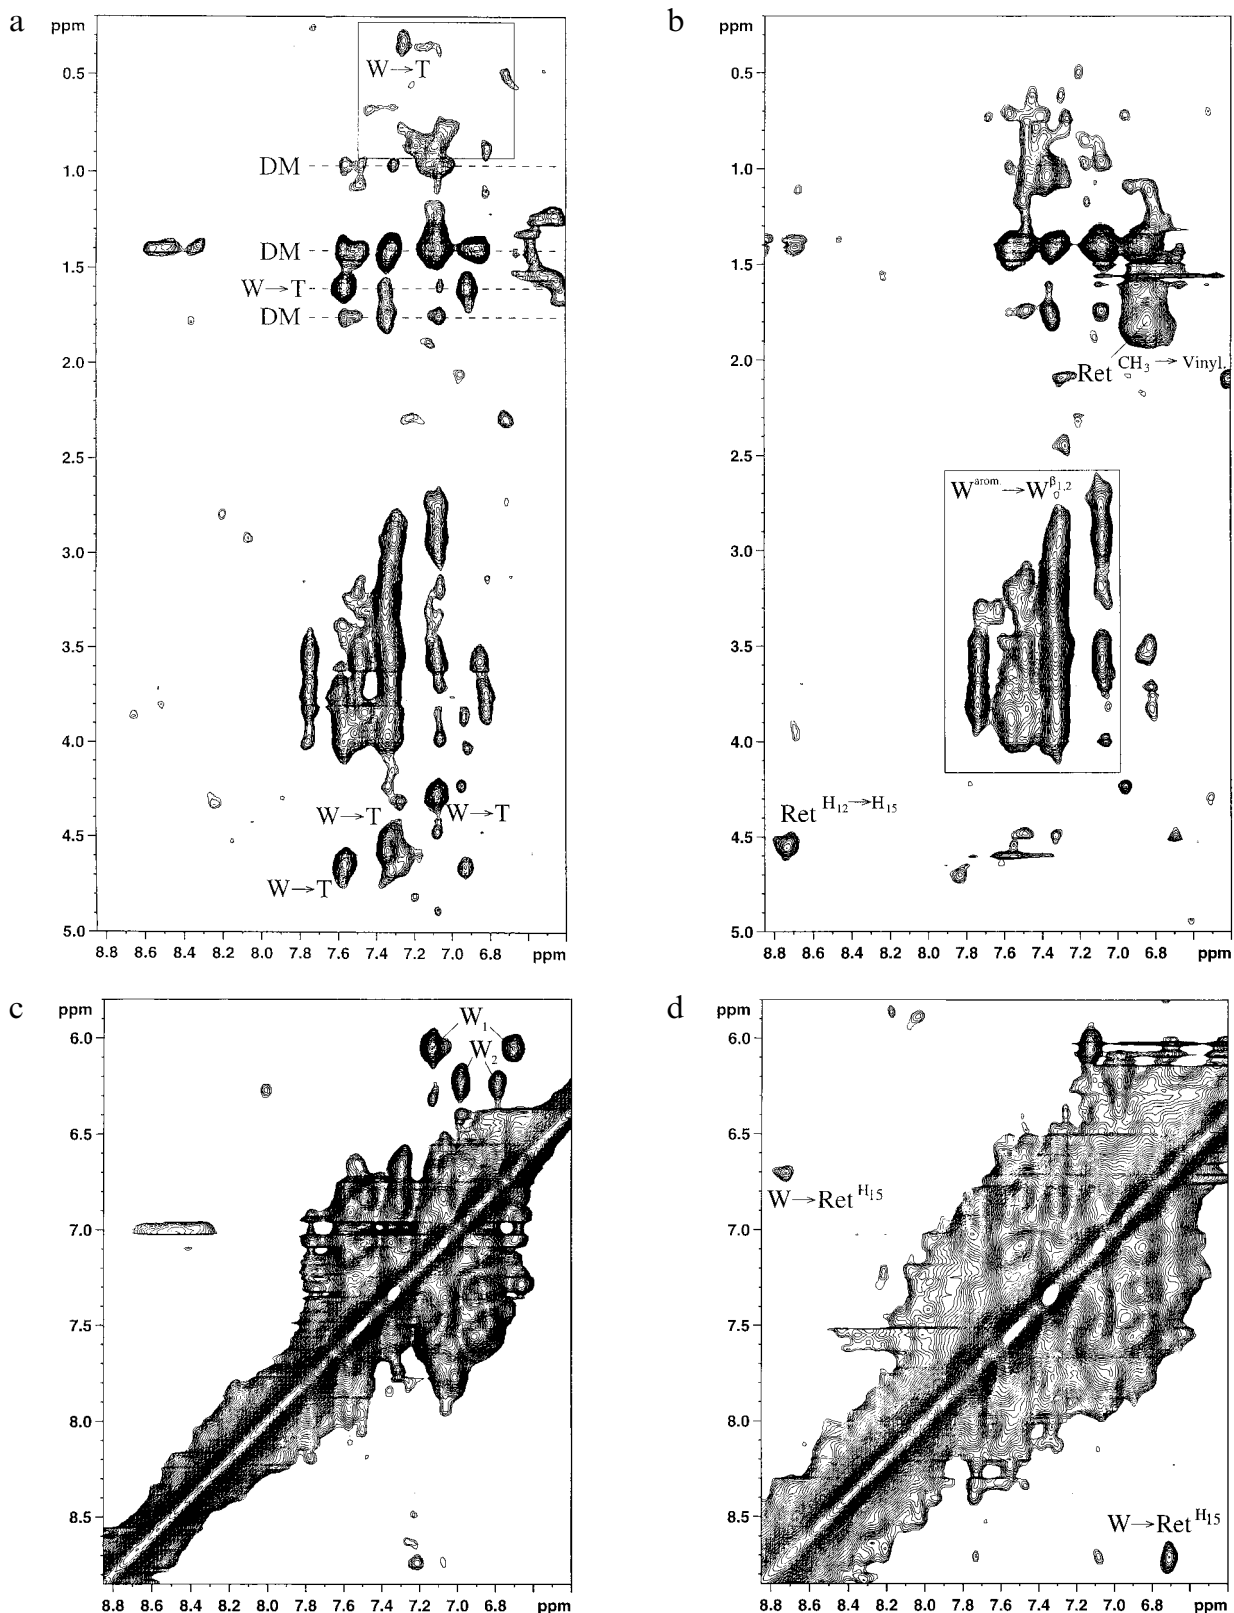 a
ppm
0.5
1.0
1.5
2.0
2.5
3.0
3.5
4.0
4.5
5.0
W→T
DM
DM
W→T
DM
W→T
W→T
W→T
8.8 8.6 8.4 8.2 8.0 7.8 7.6 7.4 7.2 7.0 6.8 ppm
b
ppm
0.5
1.0
1.5
2.0
2.5
3.0
3.5
4.0
4.5
5.0
Ret CH₃ → Vinyl.
W arom. → W β₁,₂
Ret H₁₂→H₁₅
8.8 8.6 8.4 8.2 8.0 7.8 7.6 7.4 7.2 7.0 6.8 ppm
c
ppm
6.0
6.5
7.0
7.5
8.0
8.5
W₁
W₂
8.8 8.6 8.4 8.2 8.0 7.8 7.6 7.4 7.2 7.0 6.8 ppm
d
ppm
6.0
6.5
7.0
7.5
8.0
8.5
W→Ret H₁₅
W→Ret H₁₅
8.8 8.6 8.4 8.2 8.0 7.8 7.6 7.4 7.2 7.0 6.8 ppm